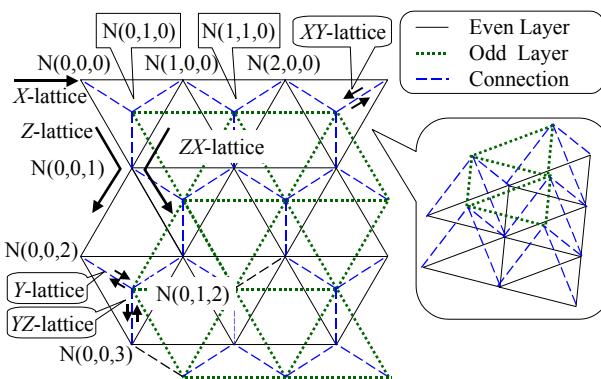 N(0,1,0)
N(1,1,0)
XY-lattice
N(0,0,0)
N(1,0,0)
N(2,0,0)
X-lattice
Z-lattice
ZX-lattice
N(0,0,1)
N(0,0,2)
Y-lattice
N(0,1,2)
YZ-lattice
N(0,0,3)
Even Layer
Odd Layer
Connection